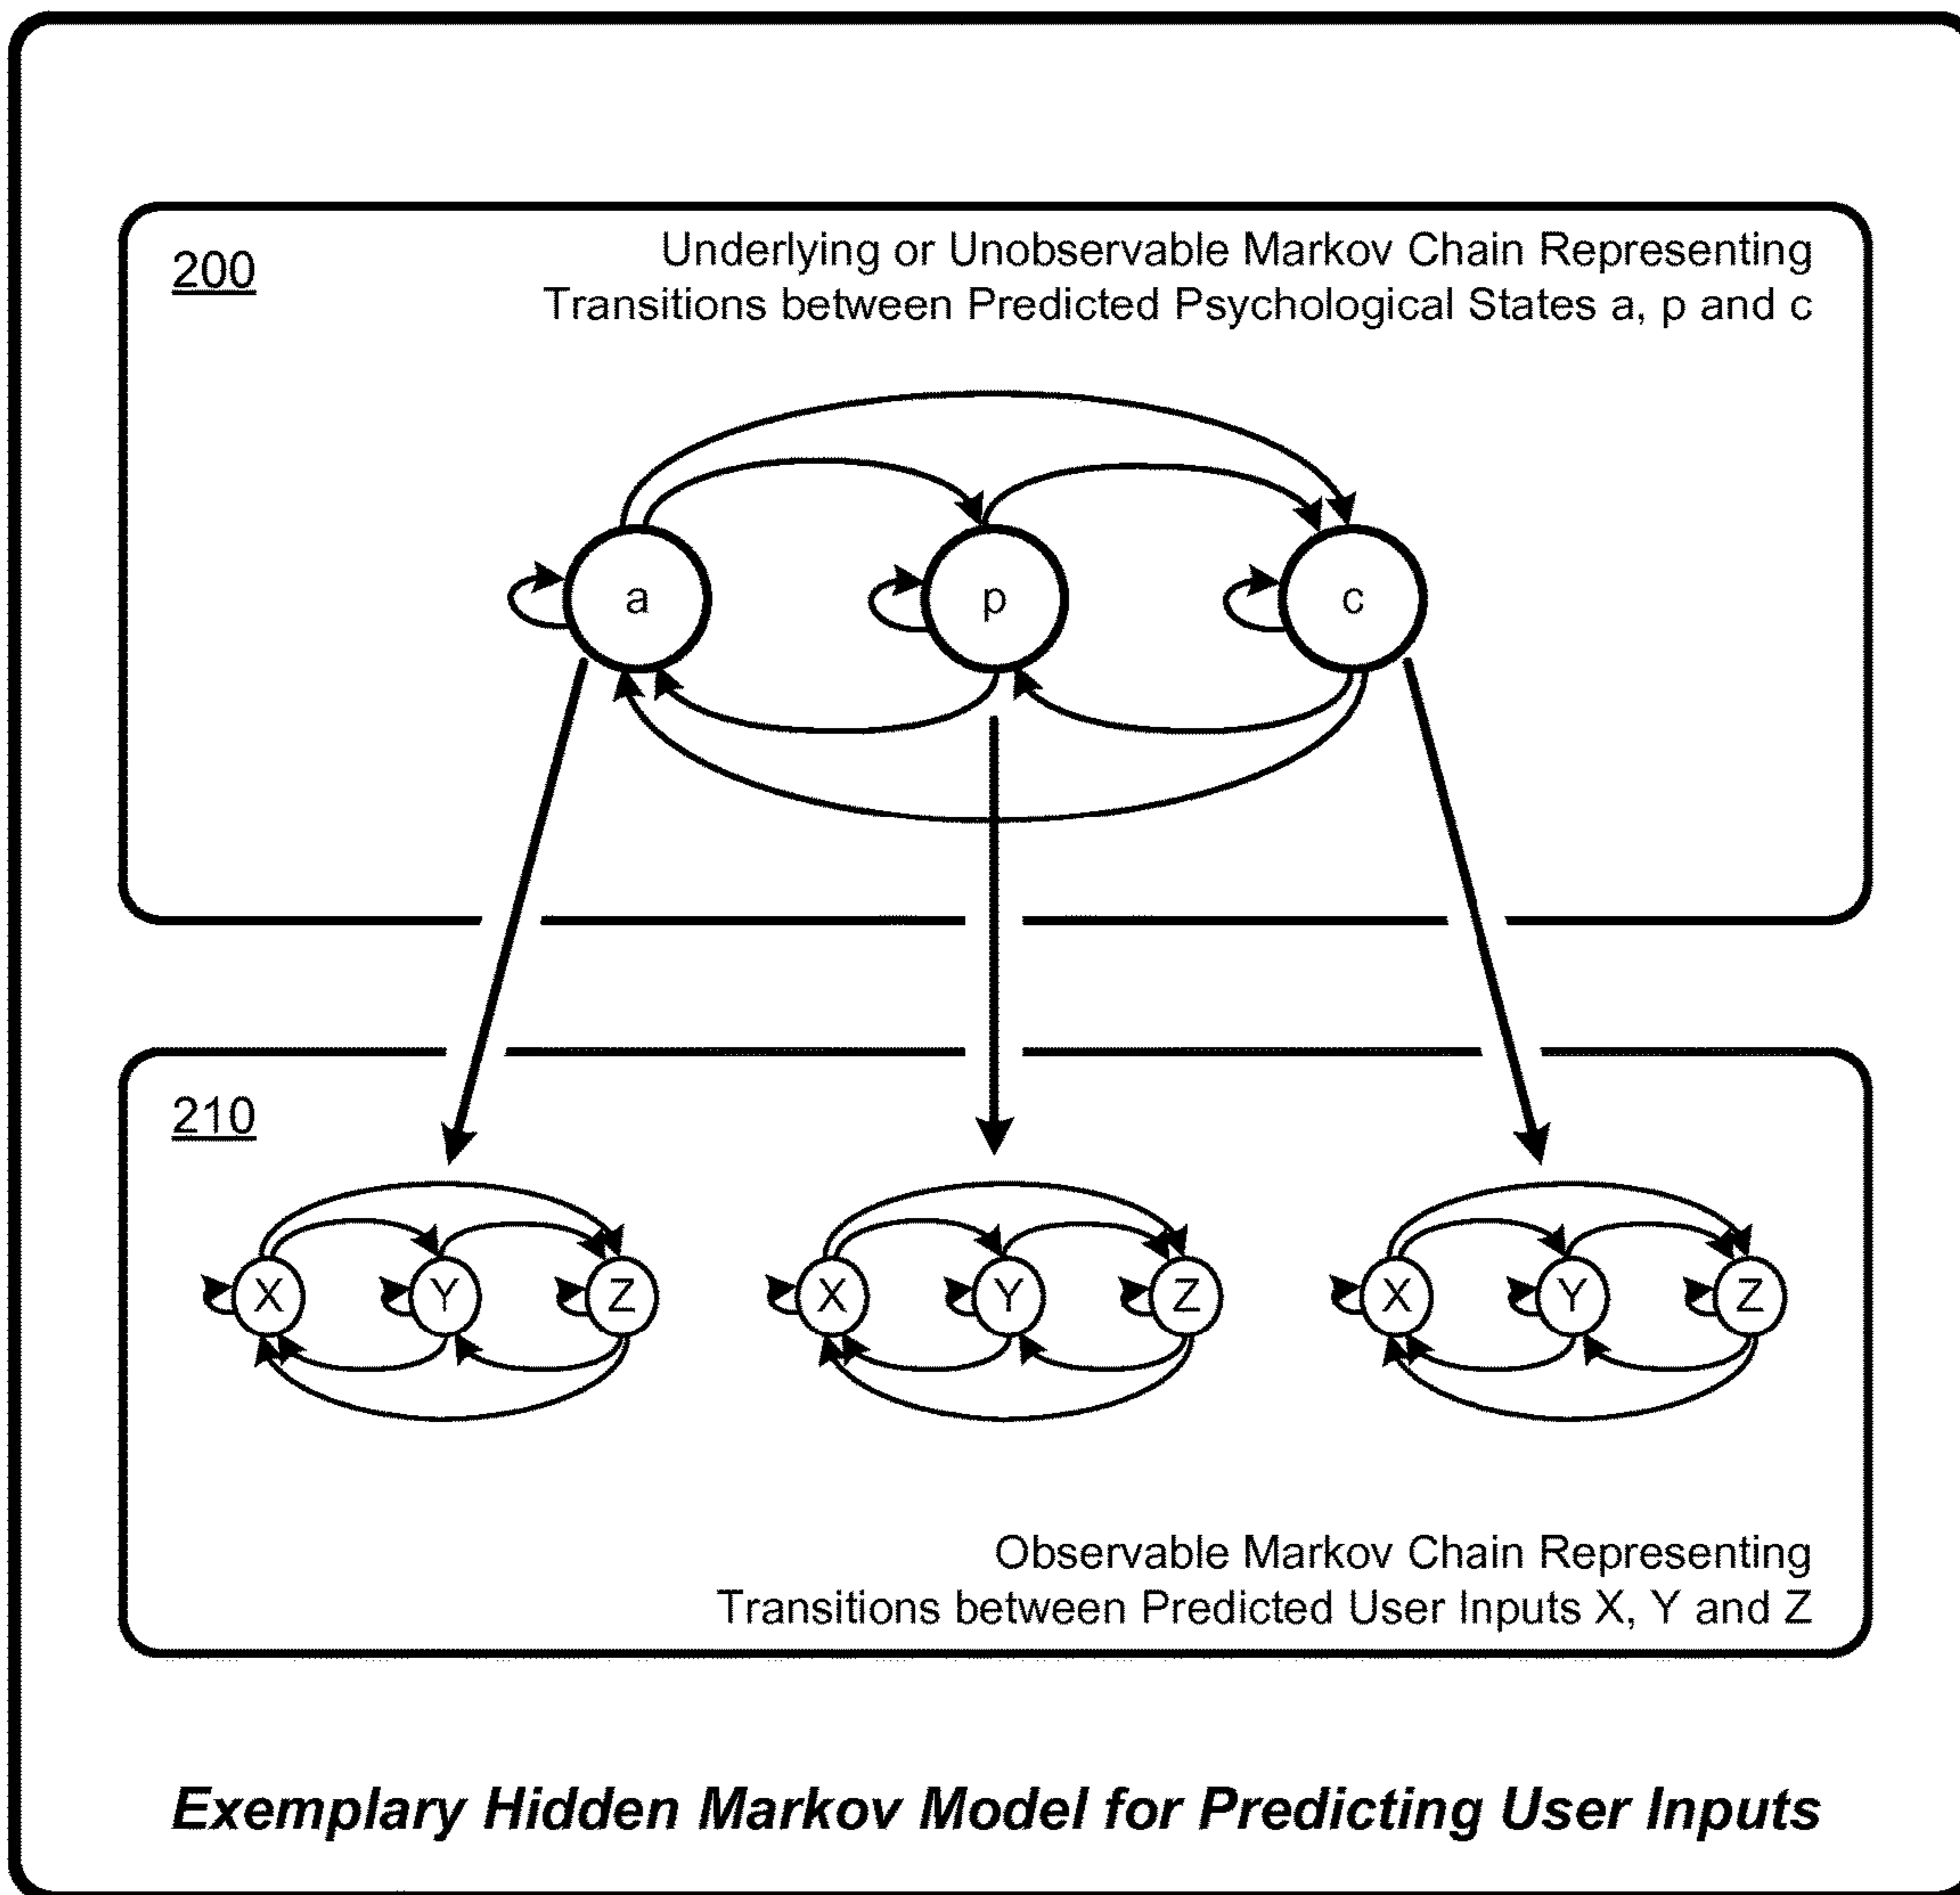 200
Underlying or Unobservable Markov Chain Representing
Transitions between Predicted Psychological States a, p and c
a
p
c
210
X
Y
Z
X
Y
Z
X
Y
Z
Observable Markov Chain Representing
Transitions between Predicted User Inputs X, Y and Z
Exemplary Hidden Markov Model for Predicting User Inputs